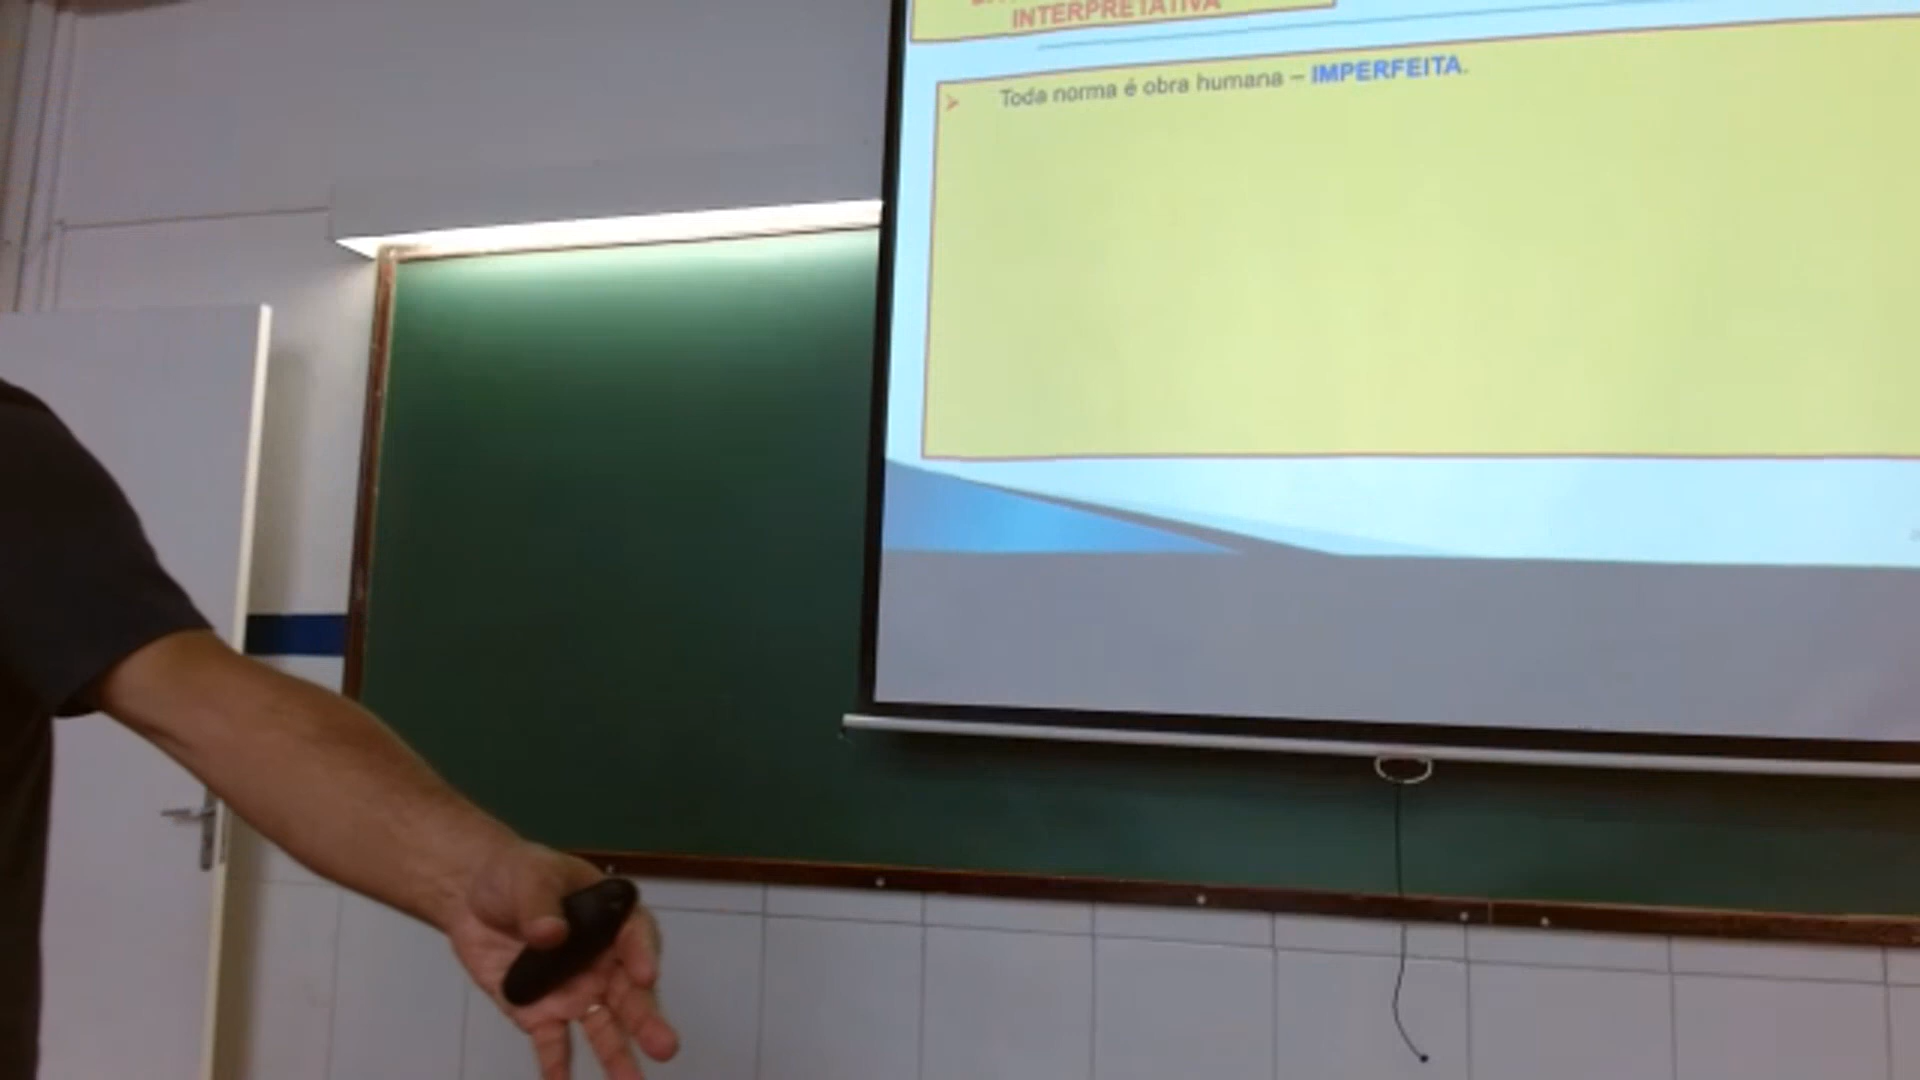 INTERPRETATIVA
➢ Toda norma é obra humana – IMPERFEITA.